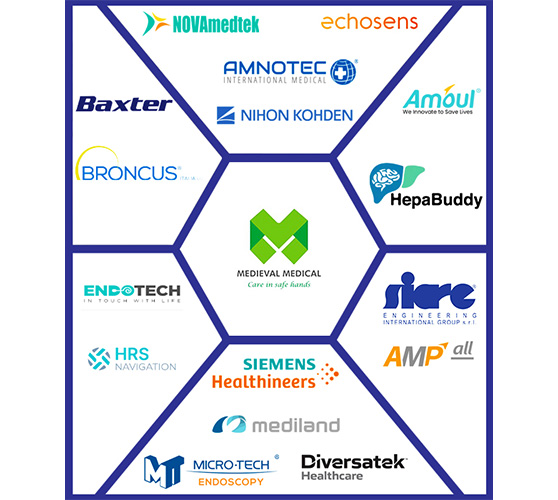 NOVAmedtek
echosens
AMNOTEC®
INTERNATIONAL MEDICAL
NIHON KOHDEN
Baxter
BRONCUS®
Amoul®
We Innovate to Save Lives
HepaBuddy
MEDIEVAL MEDICAL
Care in safe hands
ENDOTECH
IN TOUCH WITH LIFE
HRS
NAVIGATION
siare
ENGINEERING
INTERNATIONAL GROUP s.r.l
AMP all
SIEMENS
Healthineers
mediland
MT MICRO-TECH®
ENDOSCOPY
Diversatek®
Healthcare